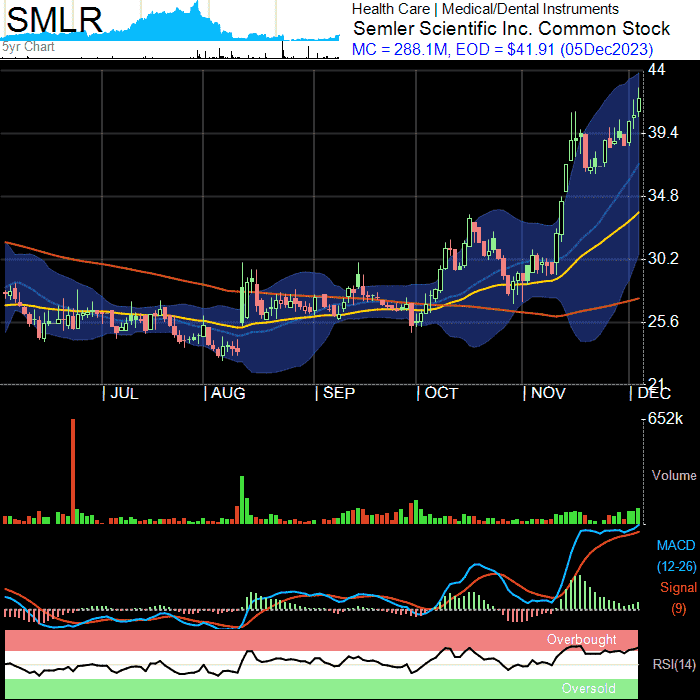 SMLR
5yr Chart
Health Care | Medical/Dental Instruments
Semler Scientific Inc. Common Stock
MC = 288.1M, EOD = $41.91 (05Dec2023)
44
39.4
34.8
30.2
25.6
21
| JUL | AUG | SEP | OCT | NOV | DEC
652k
Volume
MACD
(12-26)
Signal
(9)
Overbought
RSI(14)
Oversold